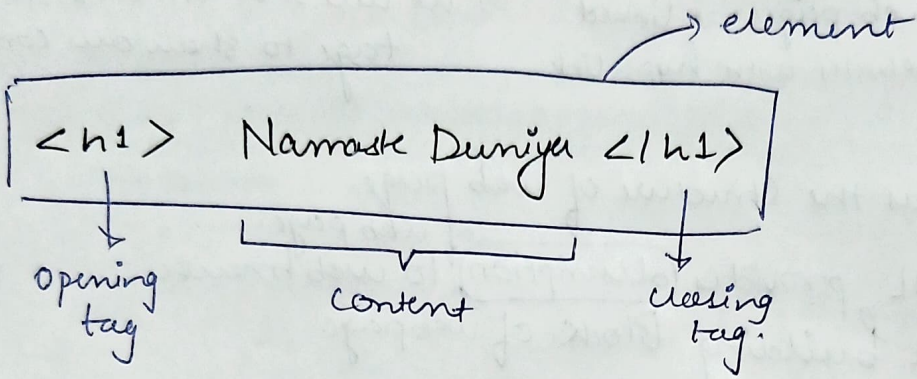 element
<h1> Namaste Duniya </h1>
opening
tag
content
closing
tag.